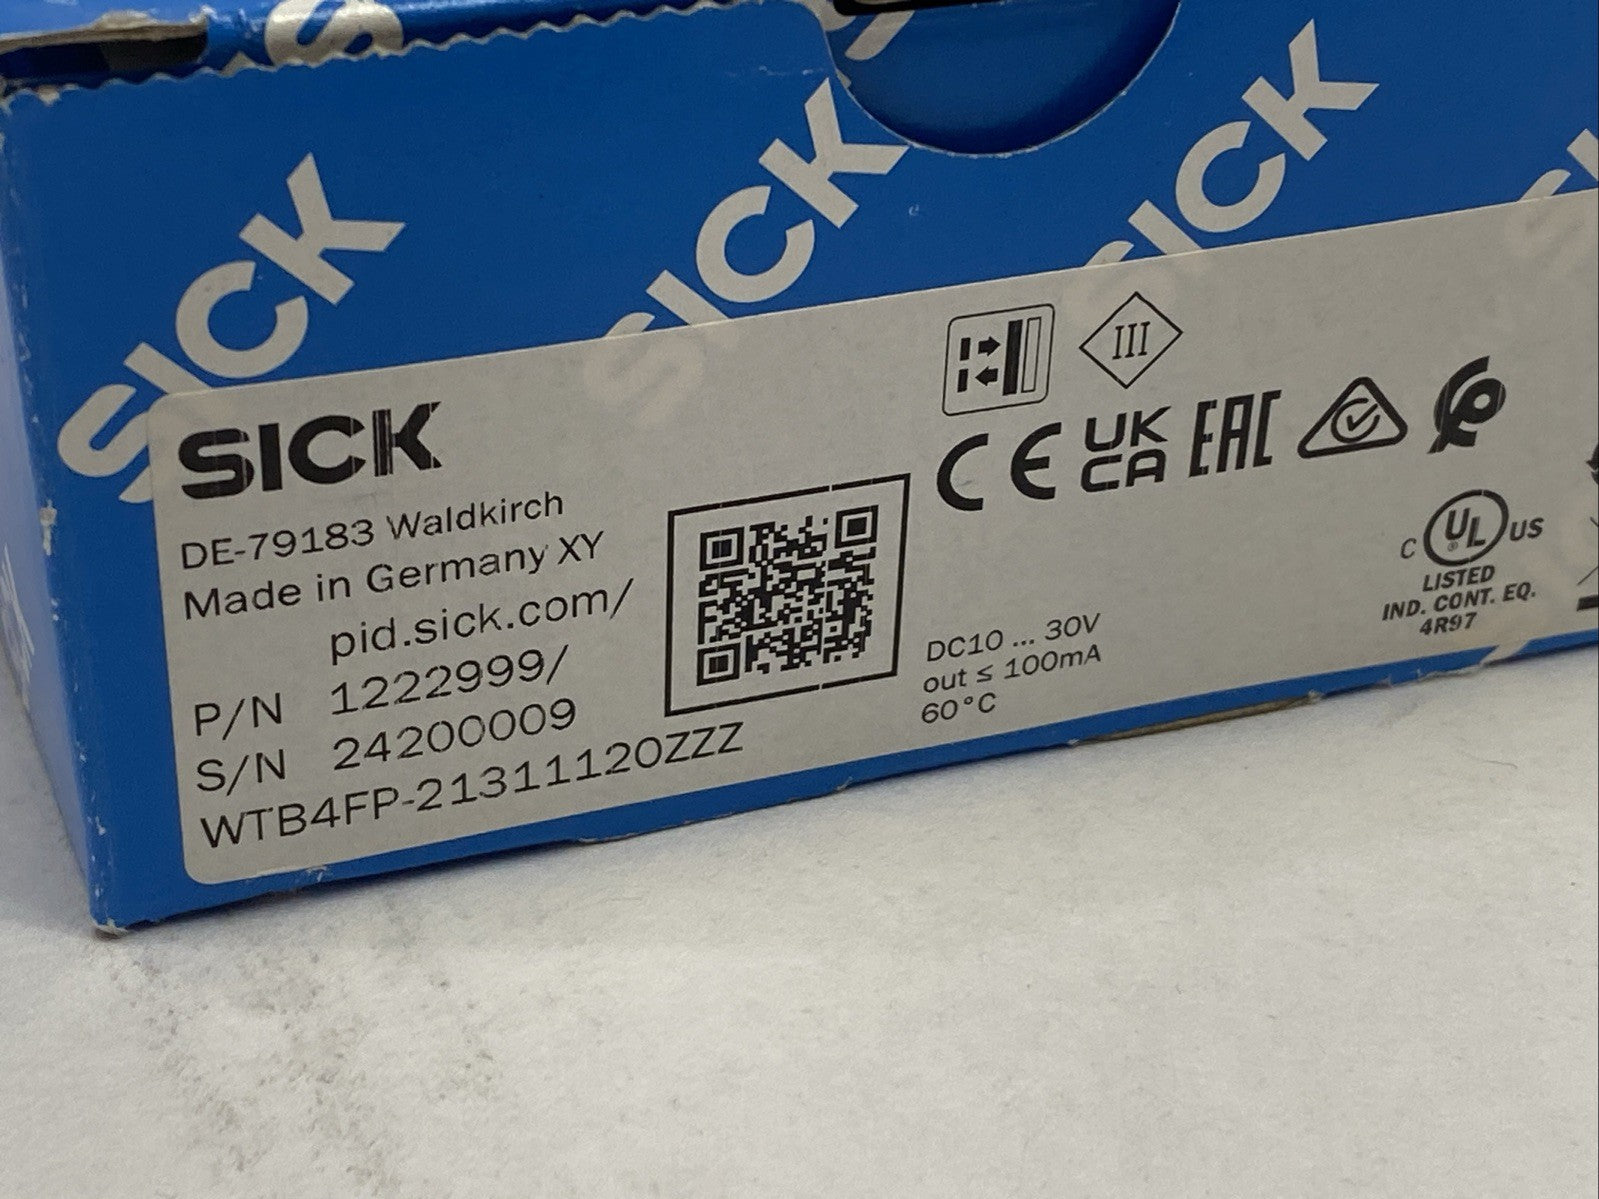 SICK
SICK
SICK
SICK
DE-79183 Waldkirch
Made in Germany XY
pid.sick.com/
P/N 1222999/
S/N 24200009
WTB4FP-21311120ZZZ
III
CE UK CA EAC
C UL US
LISTED
IND. CONT. EQ.
4R97
DC10 ... 30V
out ≤ 100mA
60°C